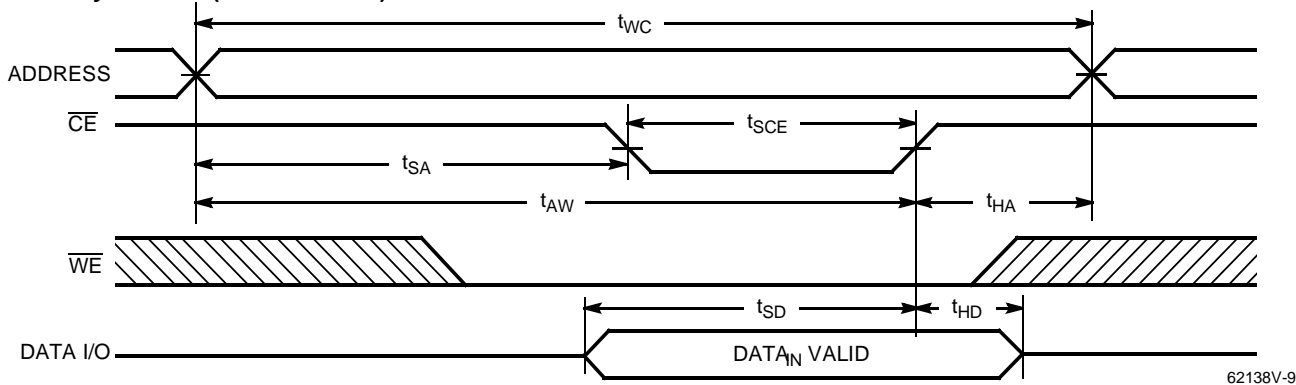 tWC
ADDRESS
CE
tSCE
tSA
tAW
tHA
WE
tSD
tHD
DATA I/O
DATAIN VALID
62138V-9